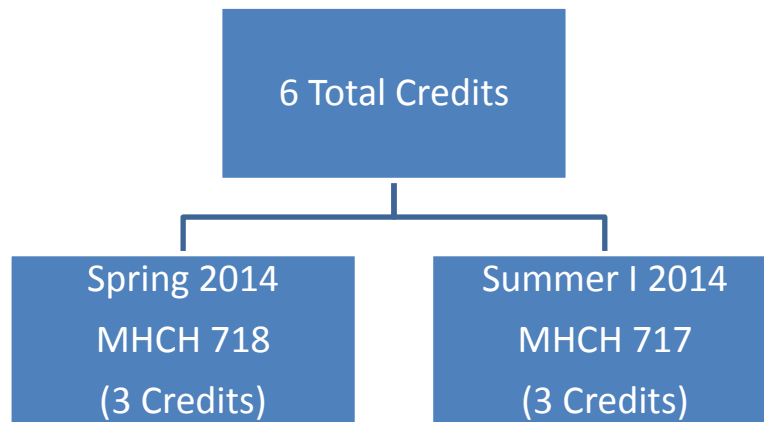 6 Total Credits
Spring 2014
MHCH 718
(3 Credits)
Summer I 2014
MHCH 717
(3 Credits)